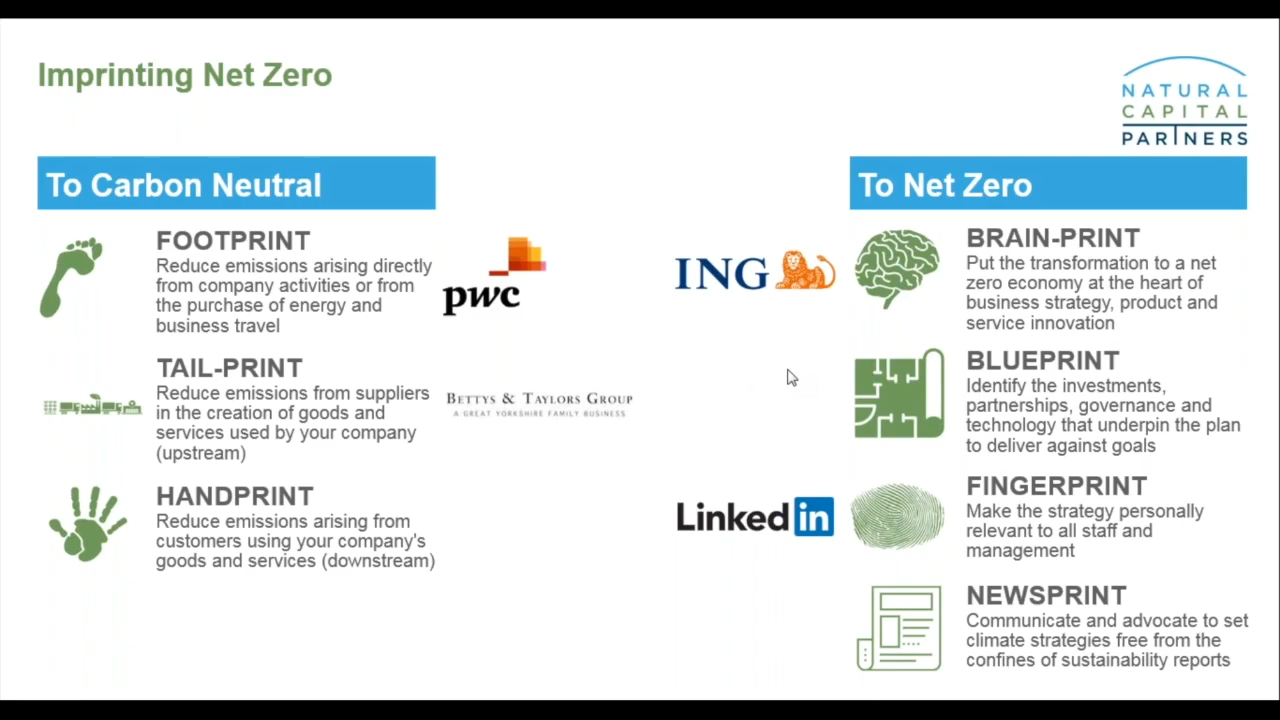 Imprinting Net Zero
NATURAL
CAPITAL
PARTNERS
To Carbon Neutral
FOOTPRINT
Reduce emissions arising directly
from company activities or from
the purchase of energy and
business travel
pwc
TAIL-PRINT
Reduce emissions from suppliers
in the creation of goods and
services used by your company
(upstream)
BETTYS & TAYLORS GROUP
A GREAT YORKSHIRE FAMILY BUSINESS
HANDPRINT
Reduce emissions arising from
customers using your company's
goods and services (downstream)
To Net Zero
ING
BRAIN-PRINT
Put the transformation to a net
zero economy at the heart of
business strategy, product and
service innovation
BLUEPRINT
Identify the investments,
partnerships, governance and
technology that underpin the plan
to deliver against goals
LinkedIn
FINGERPRINT
Make the strategy personally
relevant to all staff and
management
NEWSPRINT
Communicate and advocate to set
climate strategies free from the
confines of sustainability reports